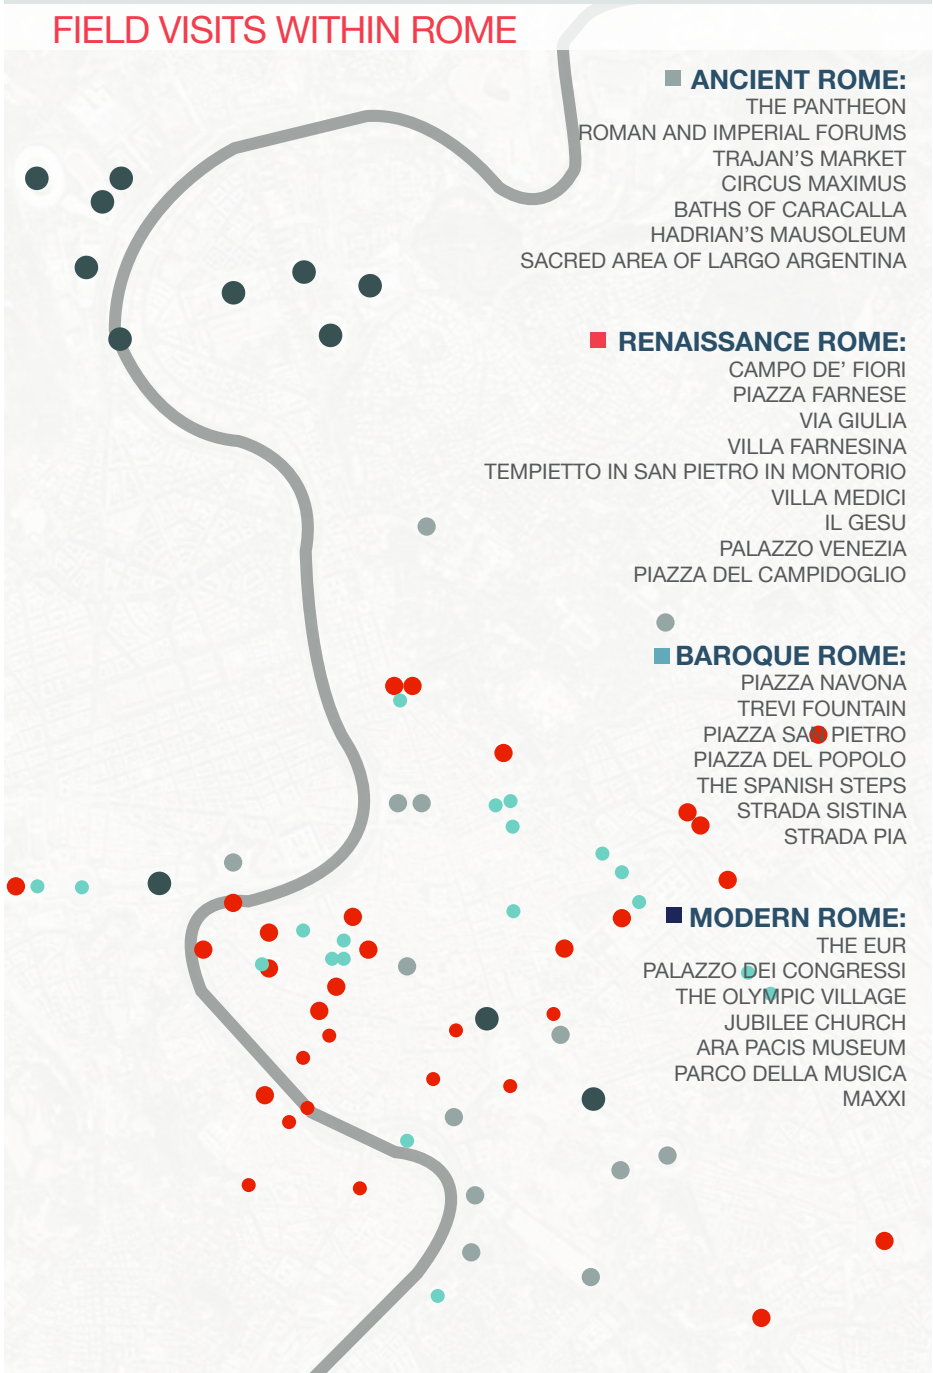 FIELD VISITS WITHIN ROME
ANCIENT ROME:
THE PANTHEON
ROMAN AND IMPERIAL FORUMS
TRAJAN'S MARKET
CIRCUS MAXIMUS
BATHS OF CARACALLA
HADRIAN'S MAUSOLEUM
SACRED AREA OF LARGO ARGENTINA
RENAISSANCE ROME:
CAMPO DE' FIORI
PIAZZA FARNESE
VIA GIULIA
VILLA FARNESINA
TEMPIETTO IN SAN PIETRO IN MONTORIO
VILLA MEDICI
IL GESU
PALAZZO VENEZIA
PIAZZA DEL CAMPIDOGLIO
BAROQUE ROME:
PIAZZA NAVONA
TREVI FOUNTAIN
PIAZZA SAN PIETRO
PIAZZA DEL POPOLO
THE SPANISH STEPS
STRADA SISTINA
STRADA PIA
MODERN ROME:
THE EUR
PALAZZO DEI CONGRESSI
THE OLYMPIC VILLAGE
JUBILEE CHURCH
ARA PACIS MUSEUM
PARCO DELLA MUSICA
MAXXI